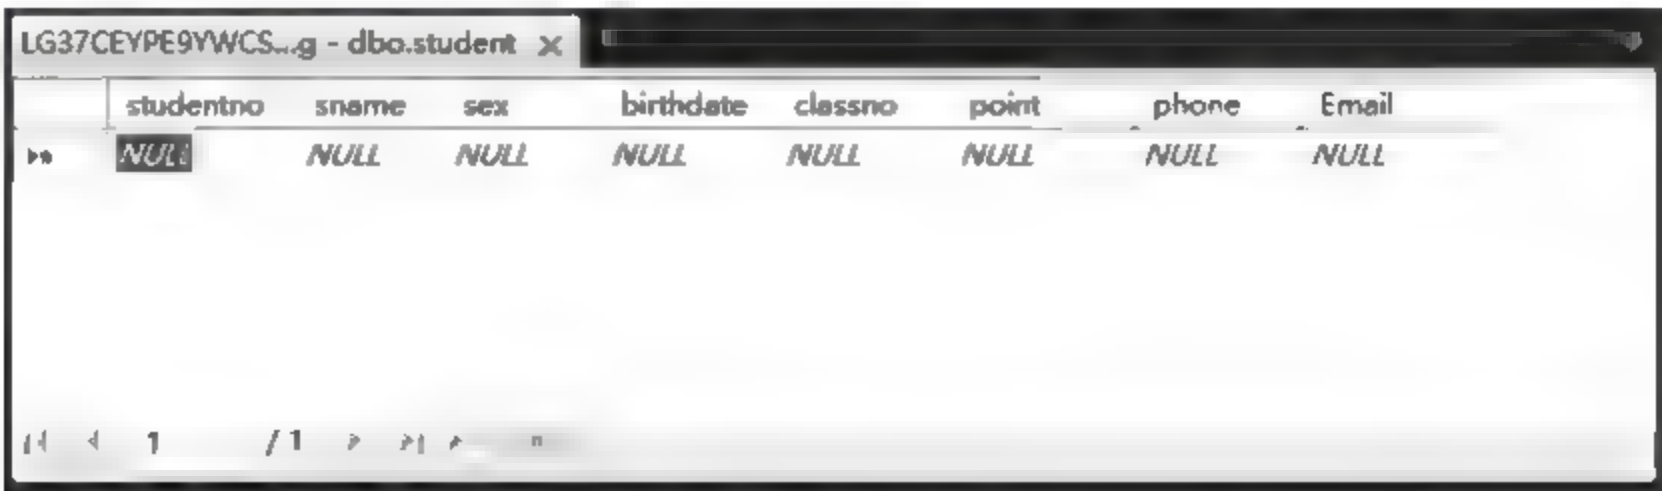 LG37CEYPE9YWCS...g - dbo.student ×
studentno sname sex birthdate classno point phone Email
NULL NULL NULL NULL NULL NULL NULL NULL
1 / 1